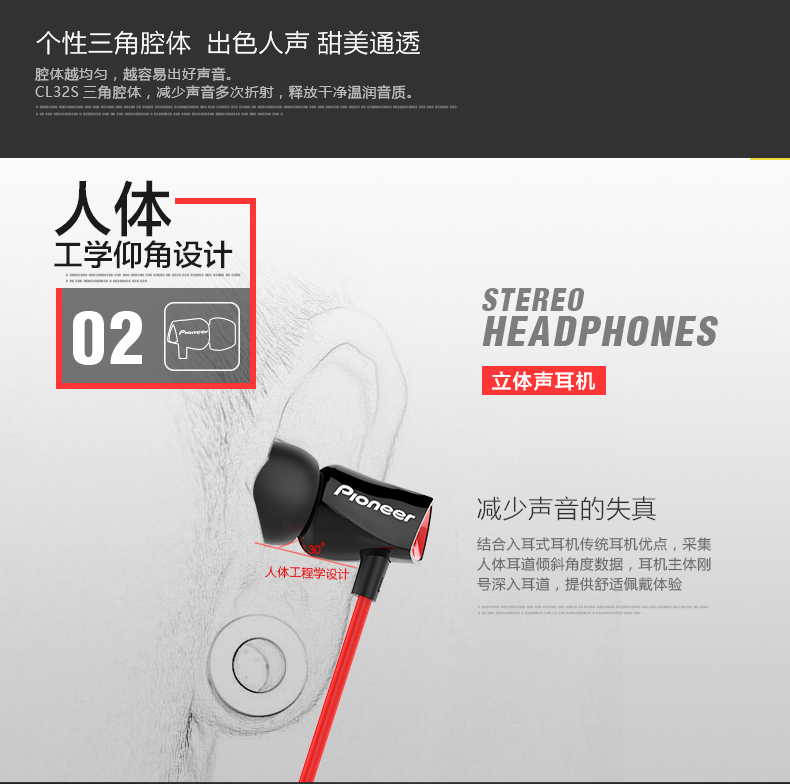 个性三角腔体 出色人声 甜美通透
腔体越均匀，越容易出好声音。
CL32S 三角腔体，减少声音多次折射，释放干净温润音质。
人体
工学仰角设计
02
Pioneer
STEREO
HEADPHONES
立体声耳机
Pioneer
30°
人体工程学设计
减少声音的失真
结合入耳式耳机传统耳机优点，采集
人体耳道倾斜角度数据，耳机主体刚
号深入耳道，提供舒适佩戴体验